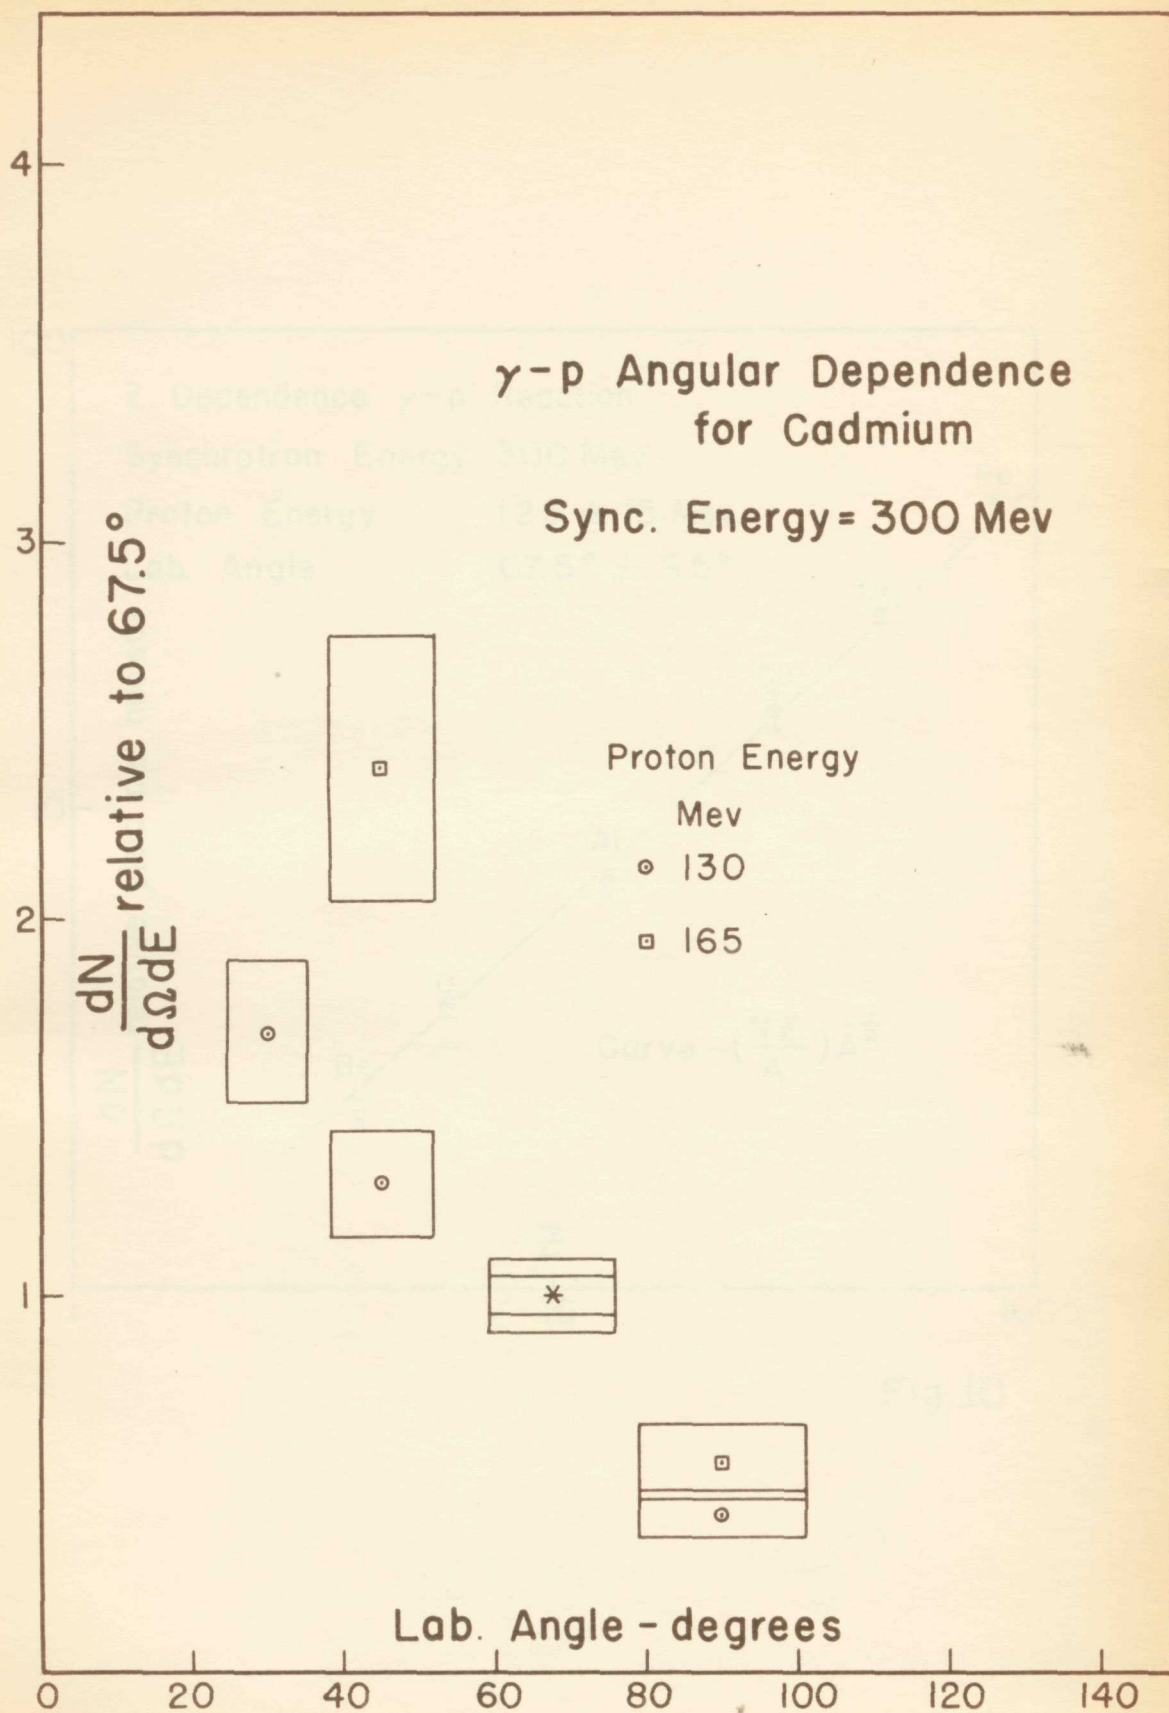 4
3
2
1
dN
dΩdE relative to 67.5°
γ-p Angular Dependence
for Cadmium
Sync. Energy = 300 Mev
Proton Energy
Mev
130
165
Lab. Angle - degrees
0 20 40 60 80 100 120 140